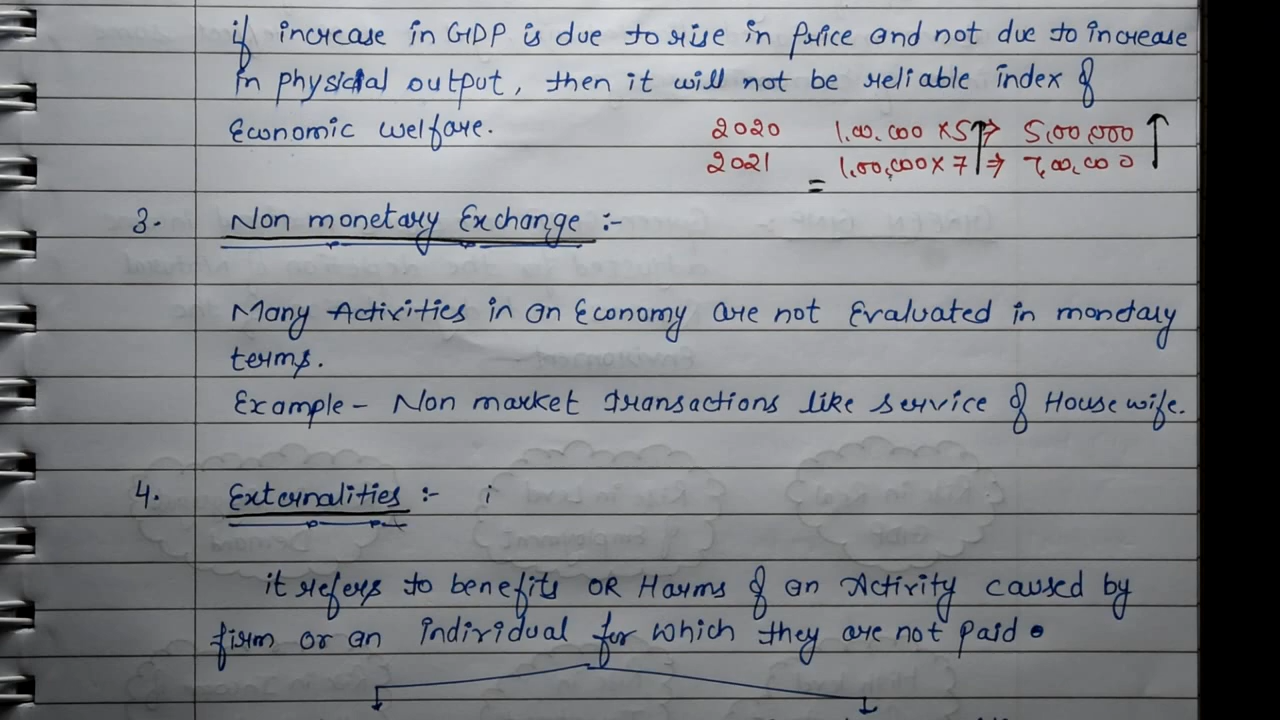 if increase in GDP is due to rise in price and not due to increase
in physical output, then it will not be reliable index of
Economic welfare.
2020 1,00,000 x 5 ⇒ 5,00,000
2021 = 1,00,000 x 7 ⇒ 7,00,000
3. Non monetary Exchange :-
Many Activities in an Economy are not Evaluated in monetary
terms.
Example - Non market transactions like service of Housewife.
4. Externalities :- i
it refers to benefits OR Harms of an Activity caused by
firm or an individual for which they are not paid.